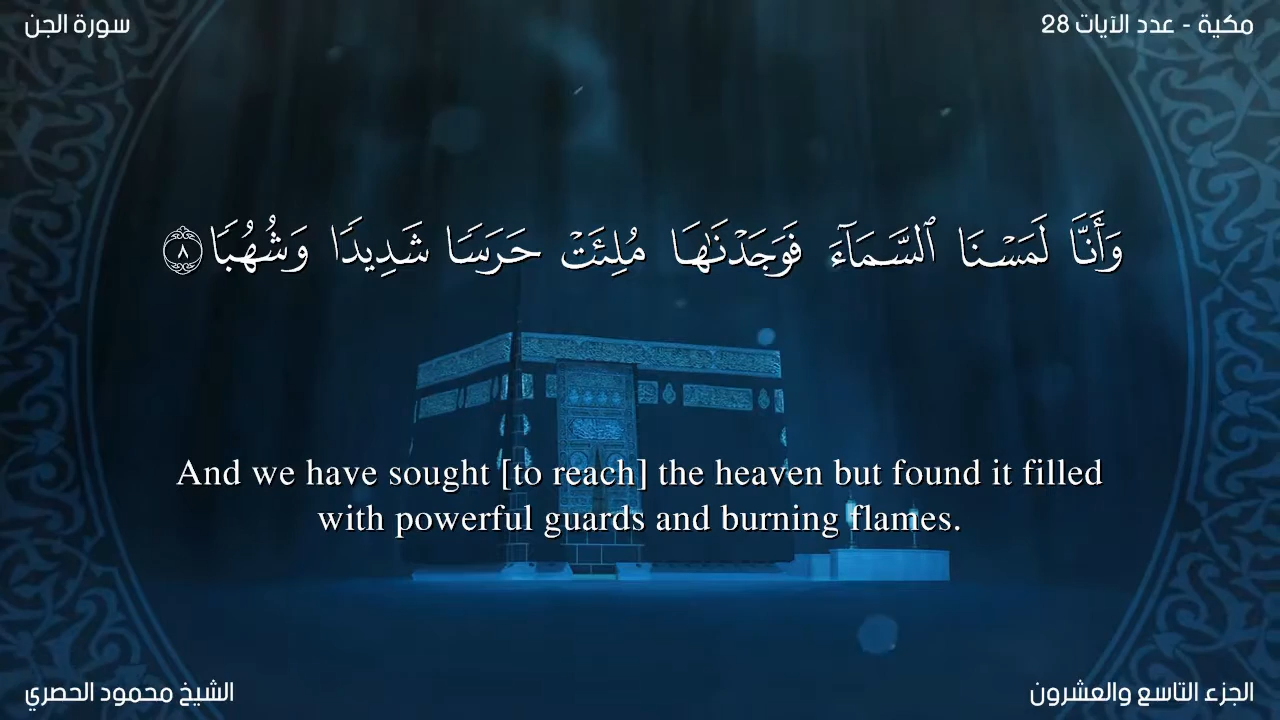 سورة الجن
مكية - عدد الآيات 28
وَأَنَّا لَمَسْنَا ٱلسَّمَآءَ فَوَجَدْنَٰهَا مُلِئَتْ حَرَسًا شَدِيدًا وَشُهُبًا ٨
And we have sought [to reach] the heaven but found it filled
with powerful guards and burning flames.
الشيخ محمود الحصري
الجزء التاسع والعشرون